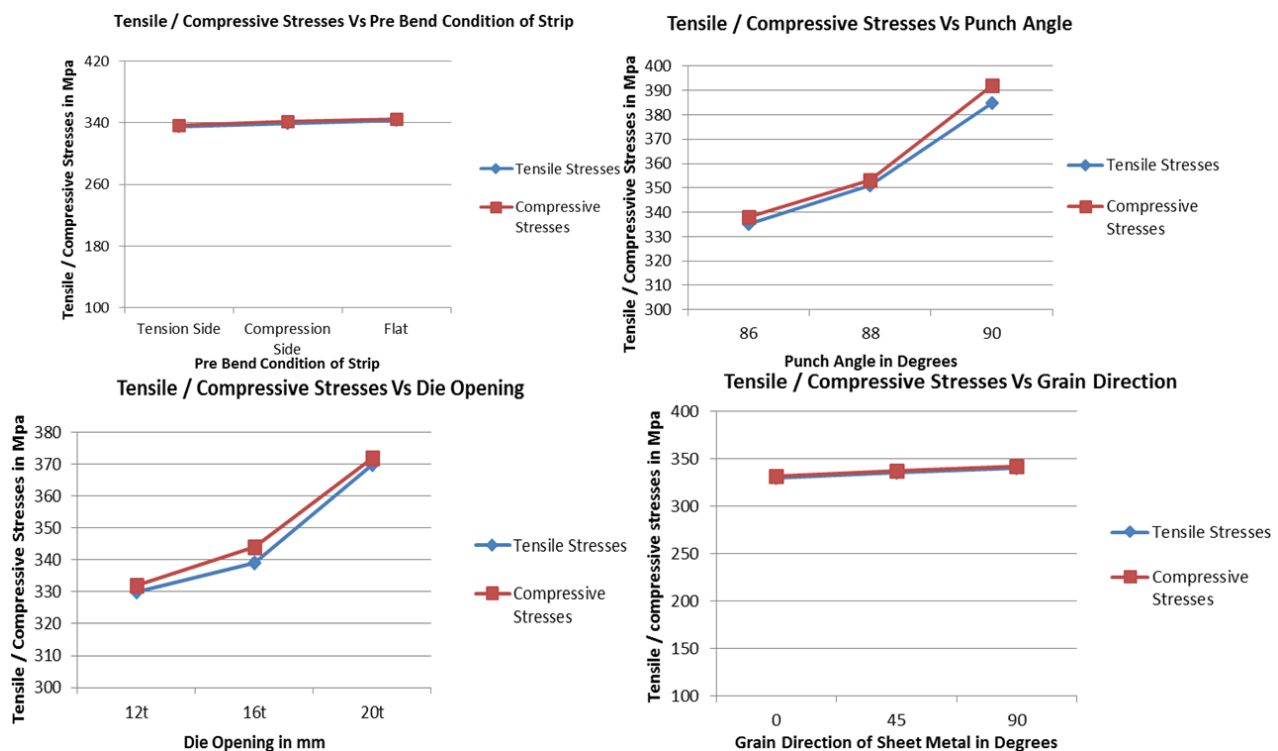 Tensile / Compressive Stresses Vs Pre Bend Condition of Strip
Tensile / Compressive Stresses in Mpa
420
340
260
180
100
Tension Side
Compression
Side
Flat
Pre Bend Condition of Strip
Tensile Stresses
Compressive
Stresses
Tensile / Compressive Stresses Vs Punch Angle
Tensile / Compressvive Stresses in Mpa
400
390
380
370
360
350
340
330
320
310
300
86
88
90
Punch Angle in Degrees
Tensile Stresses
Compressive
Stresses
Tensile / Compressive Stresses Vs Die Opening
Tensile / Compressive Stresses in Mpa
380
370
360
350
340
330
320
310
300
12t
16t
20t
Die Opening in mm
Tensile Stresses
Compressive
Stresses
Tensile / Compressive Stresses Vs Grain Direction
Tensile / compressive stresses in Mpa
400
350
300
250
200
150
100
0
45
90
Grain Direction of Sheet Metal in Degrees
Tensile Stresses
Compressive
Stresses